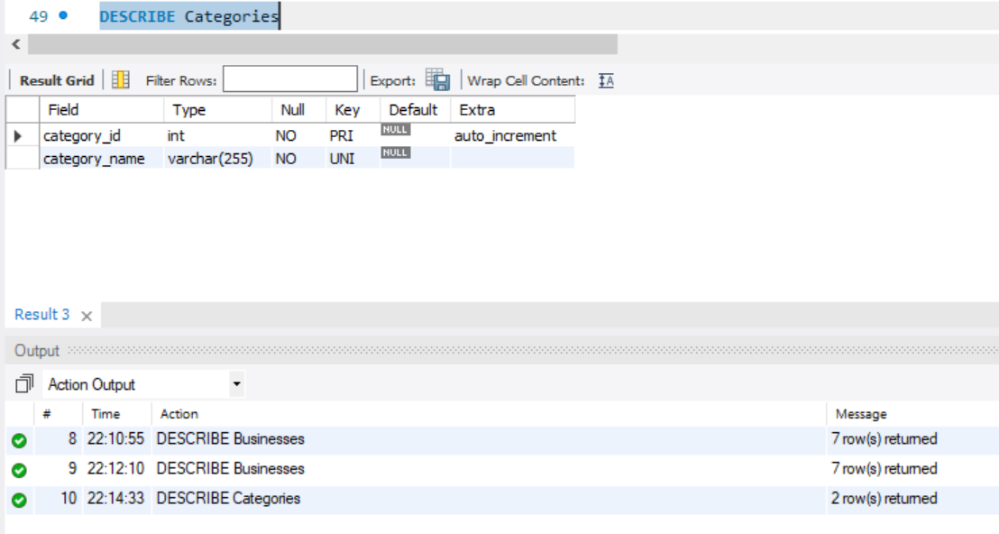 49 DESCRIBE Categories
Result Grid Filter Rows: Export: Wrap Cell Content: IA
Field Type Null Key Default Extra
category_id int NO PRI NULL auto_increment
category_name varchar(255) NO UNI NULL
Result 3
Output
Action Output
# Time Action Message
8 22:10:55 DESCRIBE Businesses 7 row(s) returned
9 22:12:10 DESCRIBE Businesses 7 row(s) returned
10 22:14:33 DESCRIBE Categories 2 row(s) returned